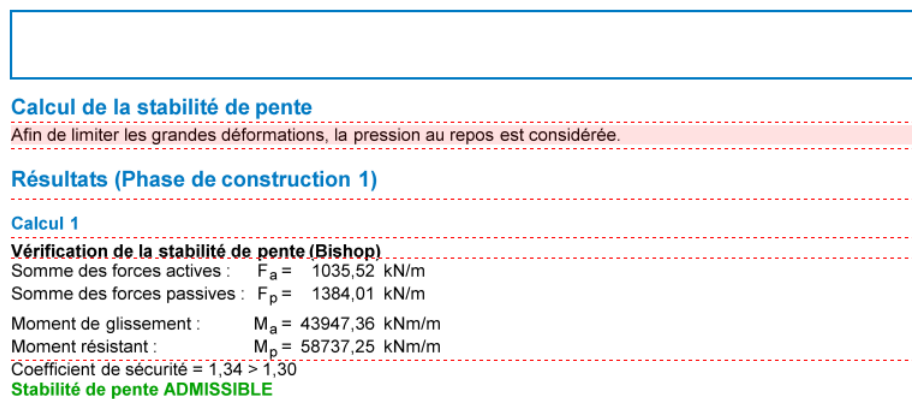 Calcul de la stabilité de pente
Afin de limiter les grandes déformations, la pression au repos est considérée.
Résultats (Phase de construction 1)
Calcul 1
Vérification de la stabilité de pente (Bishop)
Somme des forces actives : Fa = 1035,52 kN/m
Somme des forces passives : Fp = 1384,01 kN/m
Moment de glissement : Ma = 43947,36 kNm/m
Moment résistant : Mp = 58737,25 kNm/m
Coefficient de sécurité = 1,34 > 1,30
Stabilité de pente ADMISSIBLE